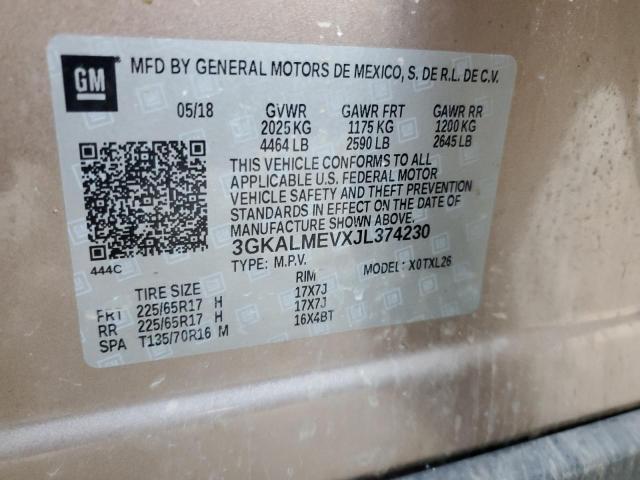 GM
MFD BY GENERAL MOTORS DE MEXICO, S. DE R.L. DE C.V.
05/18 GVWR GAWR FRT GAWR RR
2025 KG 1175 KG 1200 KG
4464 LB 2590 LB 2645 LB
THIS VEHICLE CONFORMS TO ALL
APPLICABLE U.S. FEDERAL MOTOR
VEHICLE SAFETY AND THEFT PREVENTION
STANDARDS IN EFFECT ON THE DATE OF
MANUFACTURE SHOWN ABOVE.
3GKALMEVXJL374230
444C TYPE: M.P.V. MODEL: X0TXL26
TIRE SIZE RIM
FRT 225/65R17 H 17X7J
RR 225/65R17 H 17X7J
SPA T135/70R16 M 16X4BT